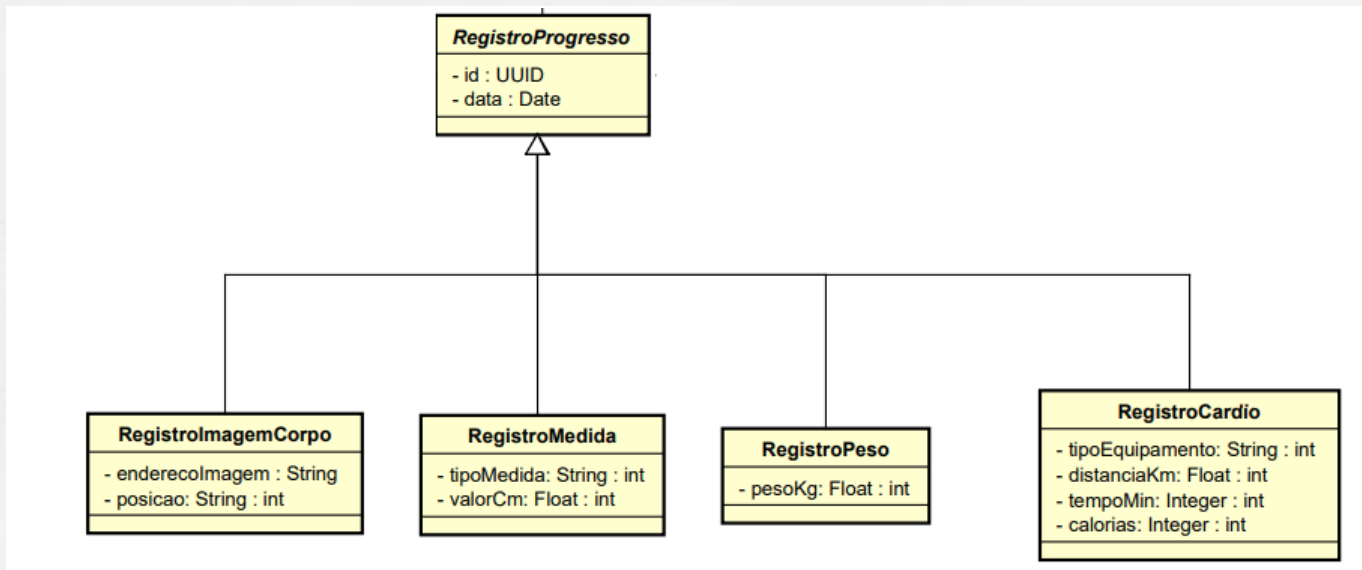 RegistroProgresso
- id : UUID
- data : Date
RegistroImagemCorpo
- enderecoImagem : String
- posicao: String : int
RegistroMedida
- tipoMedida: String : int
- valorCm: Float : int
RegistroPeso
- pesoKg: Float : int
RegistroCardio
- tipoEquipamento: String : int
- distanciaKm: Float : int
- tempoMin: Integer : int
- calorias: Integer : int